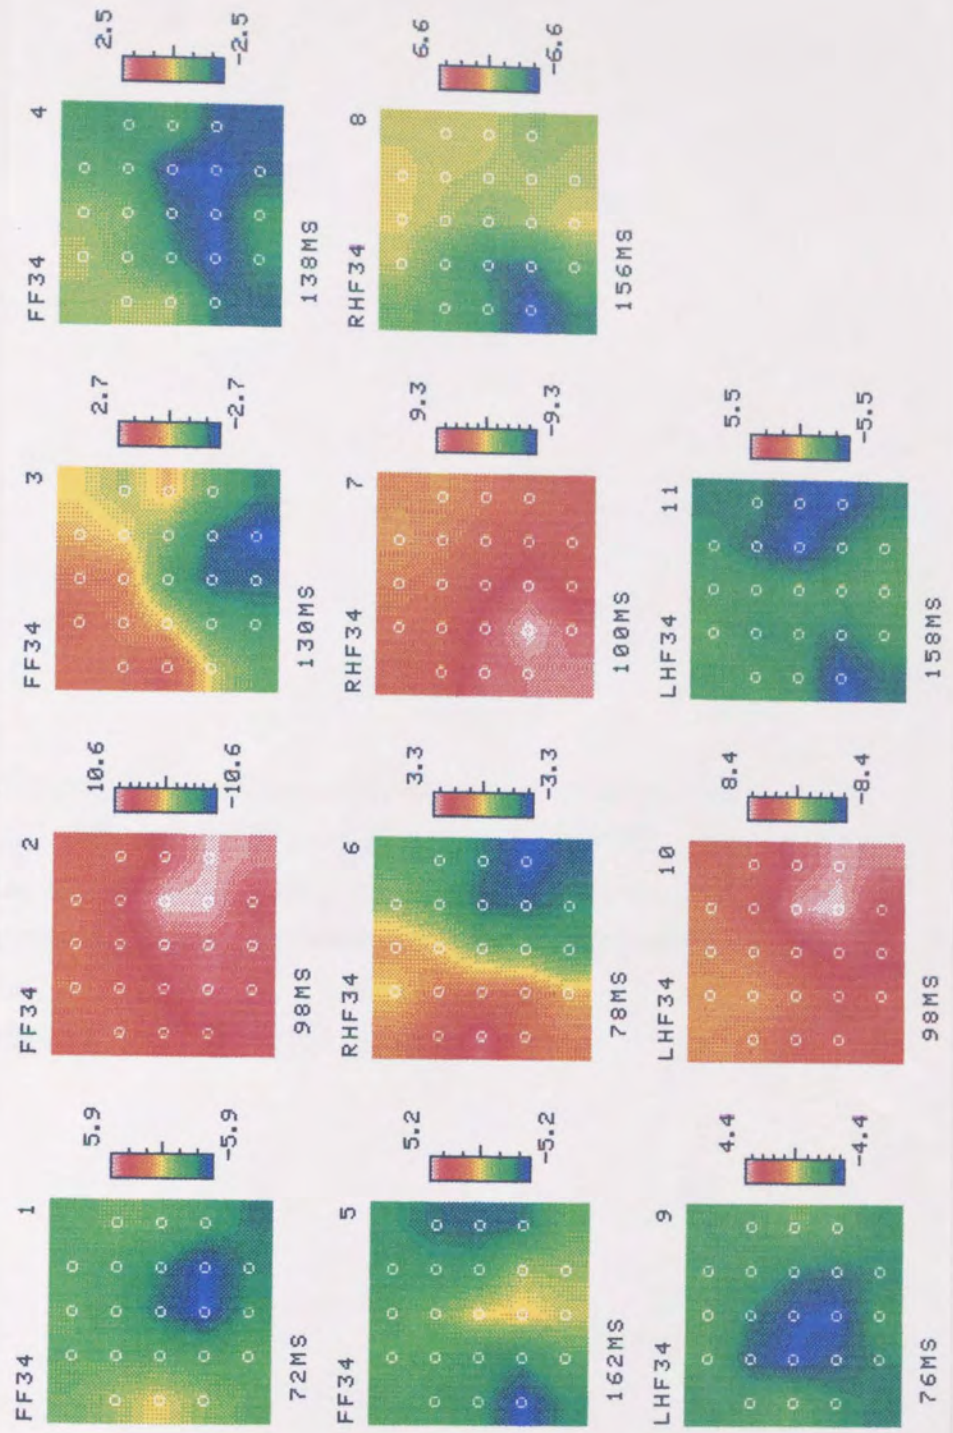 FF34 1
5.9
-5.9
72MS
FF34 2
10.6
-10.6
98MS
FF34 3
2.7
-2.7
130MS
FF34 4
2.5
-2.5
138MS
FF34 5
5.2
-5.2
162MS
RHF34 6
3.3
-3.3
78MS
RHF34 7
9.3
-9.3
100MS
RHF34 8
6.6
-6.6
156MS
LHF34 9
4.4
-4.4
76MS
LHF34 10
8.4
-8.4
98MS
LHF34 11
5.5
-5.5
158MS